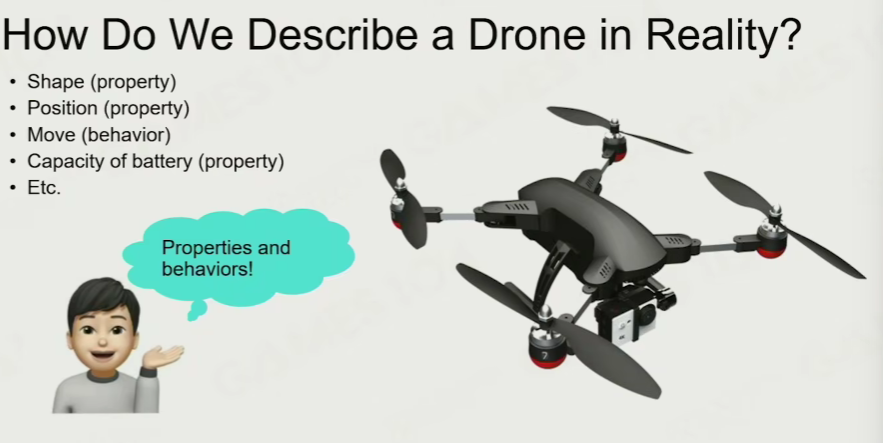 How Do We Describe a Drone in Reality?
• Shape (property)
• Position (property)
• Move (behavior)
• Capacity of battery (property)
• Etc.
Properties and
behaviors!